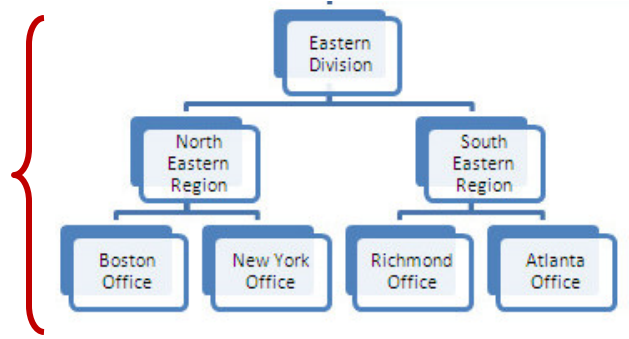 Eastern
Division
North
Eastern
Region
South
Eastern
Region
Boston
Office
New York
Office
Richmond
Office
Atlanta
Office